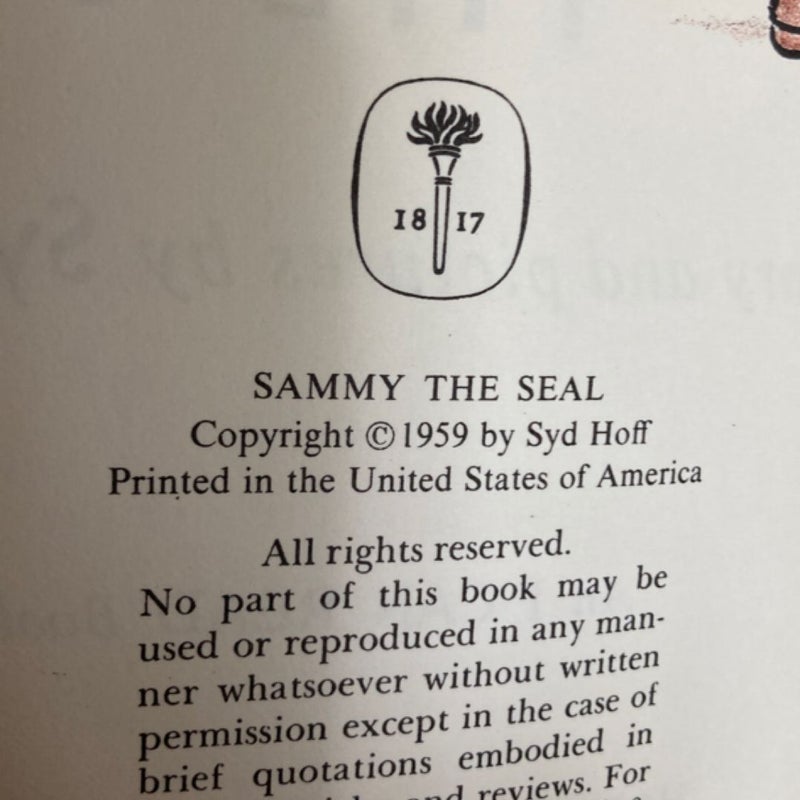 18 17
SAMMY THE SEAL
Copyright © 1959 by Syd Hoff
Printed in the United States of America
All rights reserved.
No part of this book may be
used or reproduced in any man-
ner whatsoever without written
permission except in the case of
brief quotations embodied in
and reviews. For